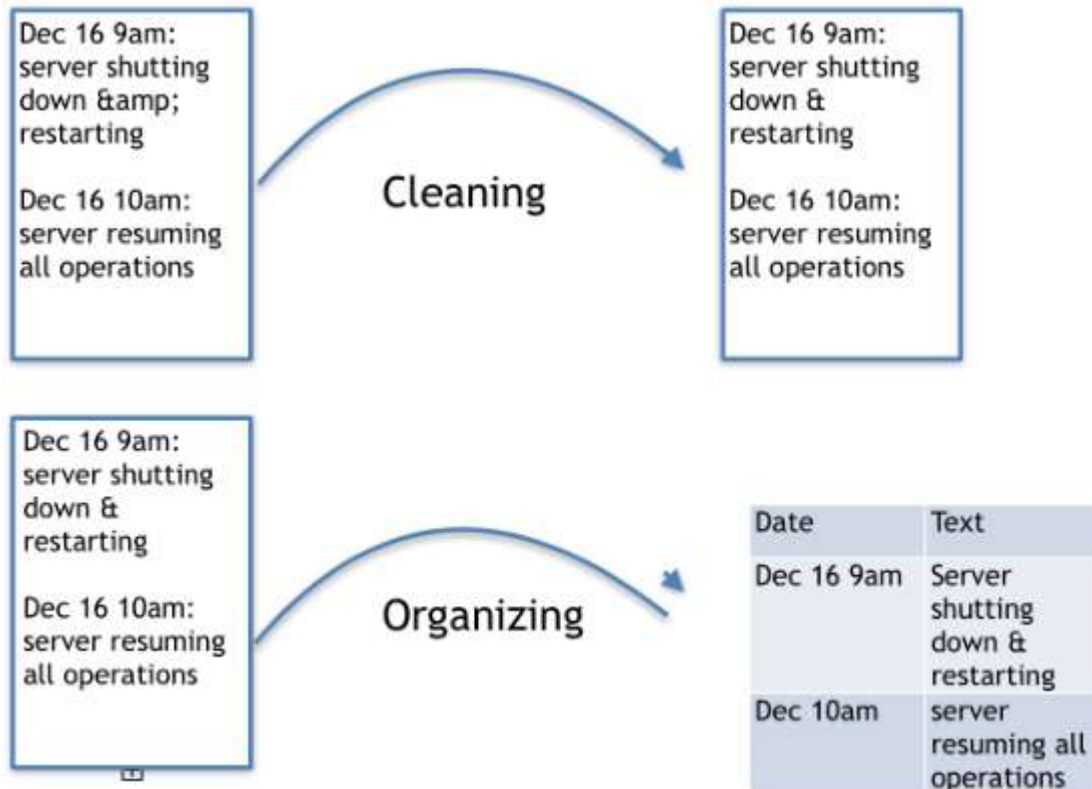 Dec 16 9am:
server shutting
down &amp;
restarting
Dec 16 10am:
server resuming
all operations
Cleaning
Dec 16 9am:
server shutting
down &
restarting
Dec 16 10am:
server resuming
all operations
Dec 16 9am:
server shutting
down &
restarting
Dec 16 10am:
server resuming
all operations
Organizing
Date Text
Dec 16 9am Server
shutting
down &
restarting
Dec 10am server
resuming all
operations